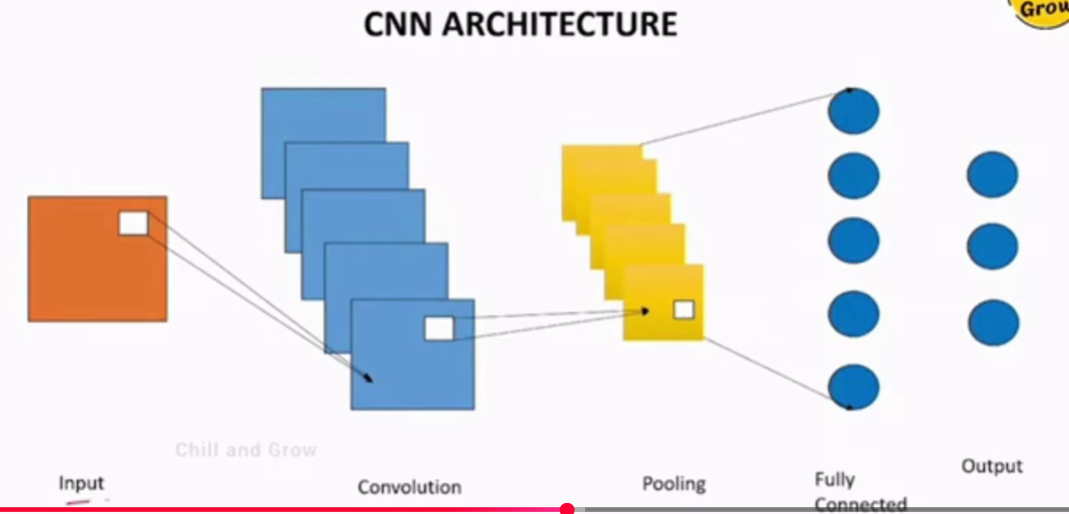 CNN ARCHITECTURE
Grow
Chill and Grow
Input
Convolution
Pooling
Fully
Connected
Output